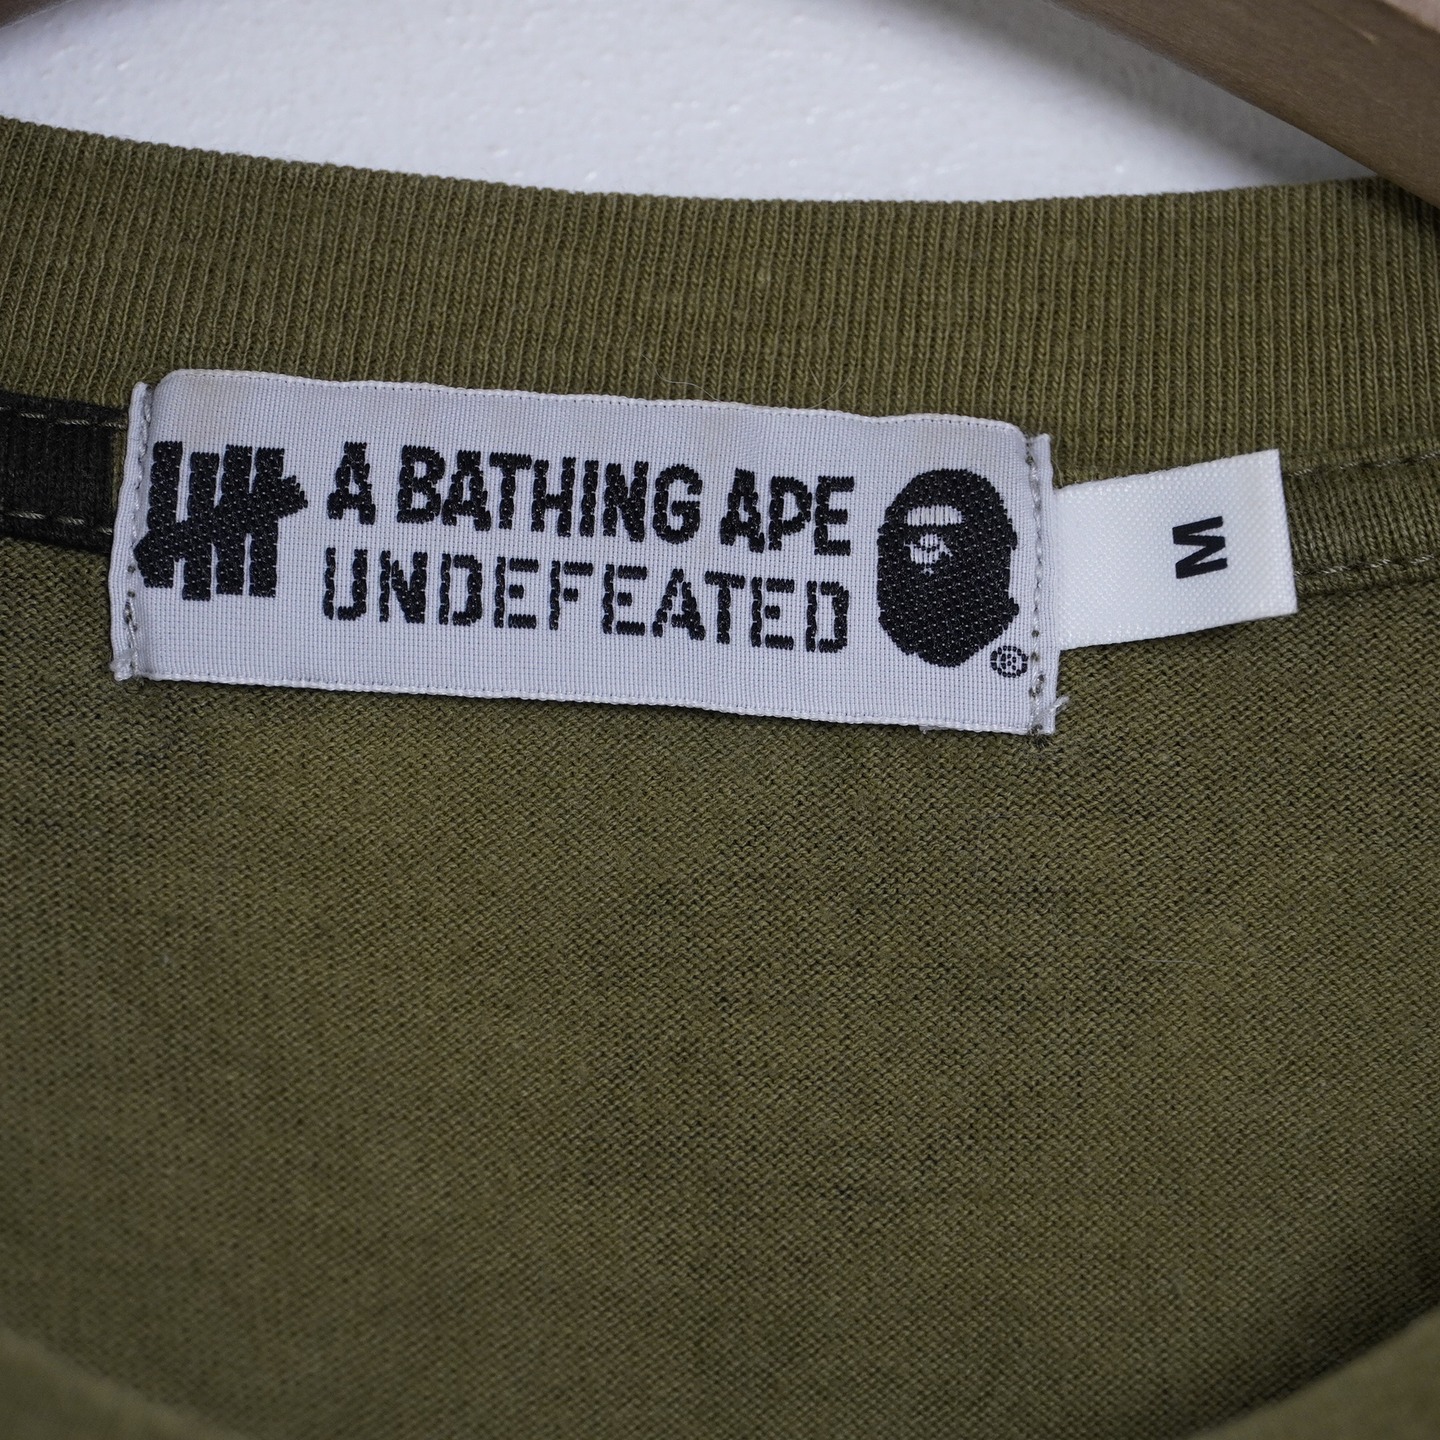 A BATHING APE
UNDEFEATED
®
M